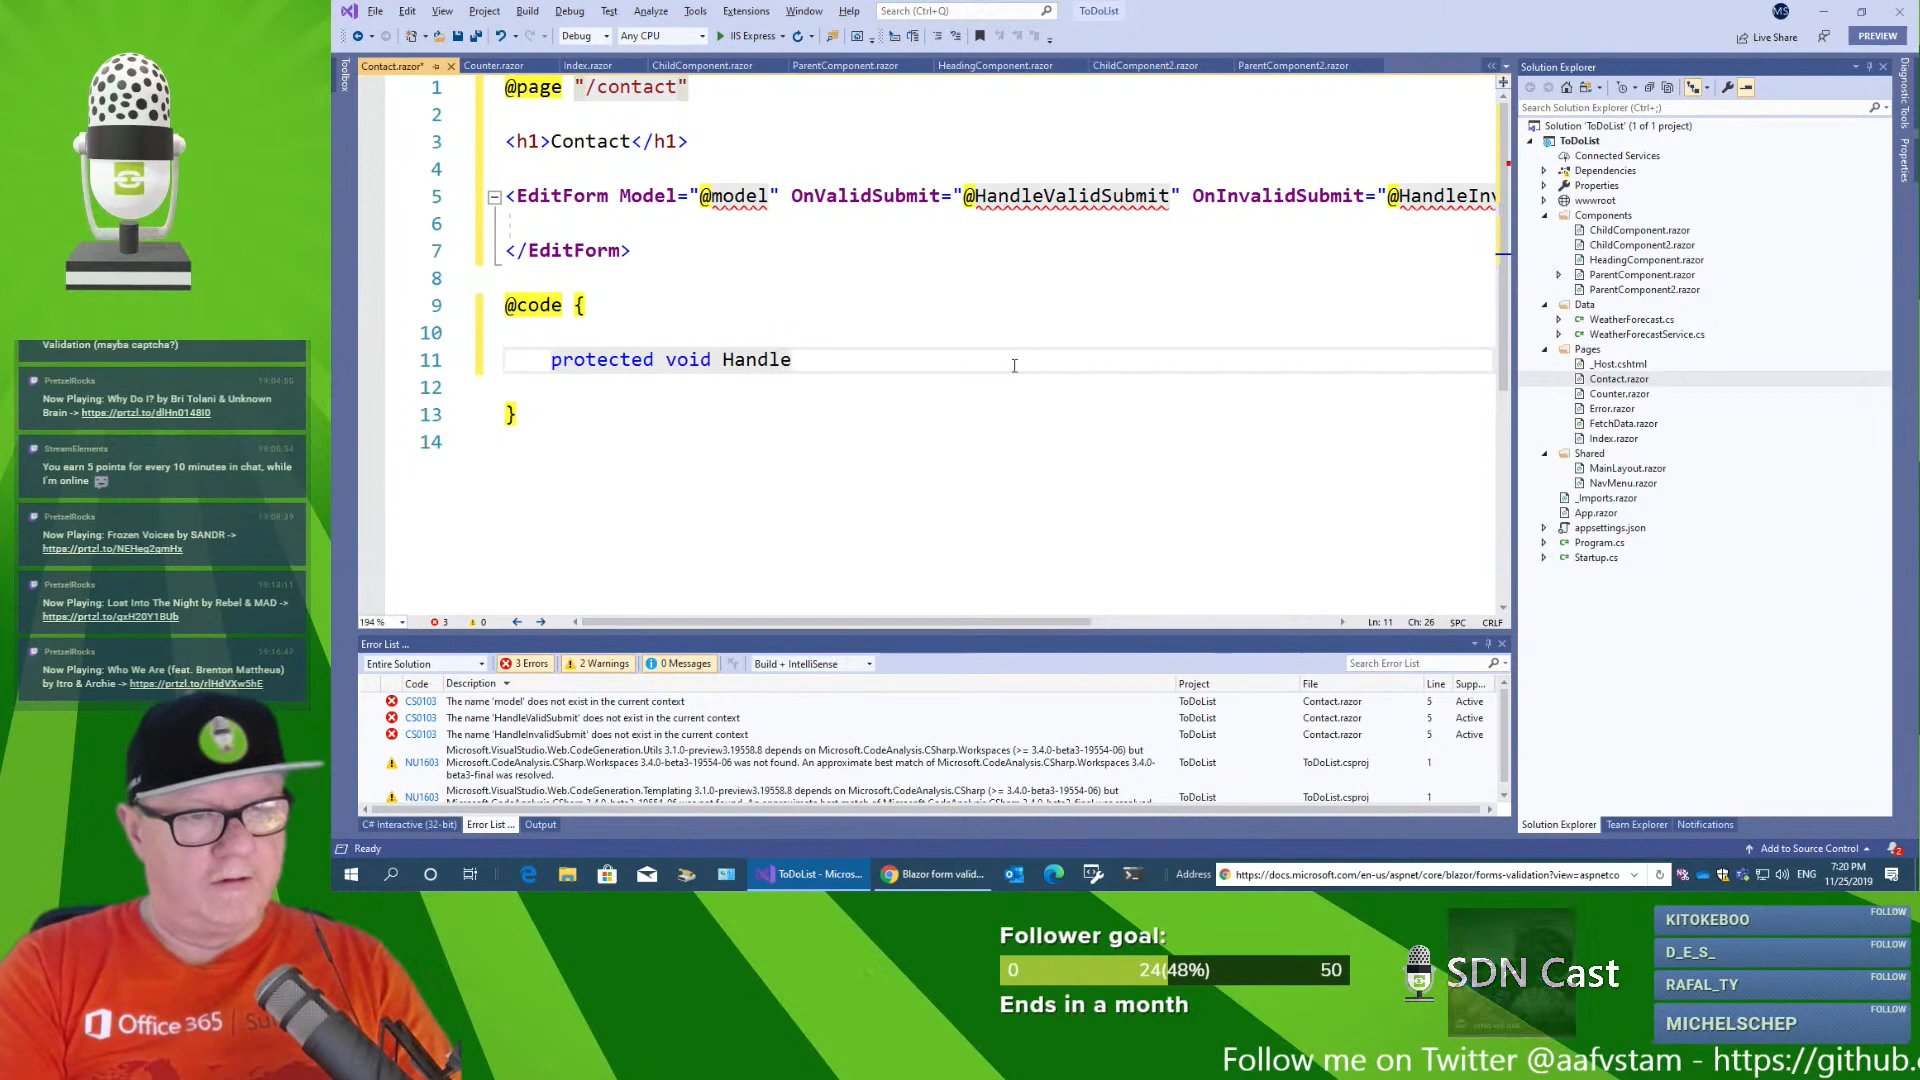 File Edit View Project Build Debug Test Analyze Tools Extensions Window Help Search (Ctrl+Q) ToDoList MS
Debug Any CPU IIS Express Live Share PREVIEW
Toolbox
Contact.razor* Counter.razor Index.razor ChildComponent.razor ParentComponent.razor HeadingComponent.razor ChildComponent2.razor ParentComponent2.razor
1 @page "/contact"
2
3 <h1>Contact</h1>
4
5 <EditForm Model="@model" OnValidSubmit="@HandleValidSubmit" OnInvalidSubmit="@HandleInv
6
7 </EditForm>
8
9 @code {
10
11 protected void Handle
12
13 }
14
194 % 3 0 Ln: 11 Ch: 26 SPC CRLF
Solution Explorer
Search Solution Explorer (Ctrl+;)
Solution 'ToDoList' (1 of 1 project)
ToDoList
Connected Services
Dependencies
Properties
wwwroot
Components
ChildComponent.razor
ChildComponent2.razor
HeadingComponent.razor
ParentComponent.razor
ParentComponent2.razor
Data
WeatherForecast.cs
WeatherForecastService.cs
Pages
_Host.cshtml
Contact.razor
Counter.razor
Error.razor
FetchData.razor
Index.razor
Shared
MainLayout.razor
NavMenu.razor
_Imports.razor
App.razor
appsettings.json
Program.cs
Startup.cs
Diagnostic Tools
Properties
Error List ...
Entire Solution 3 Errors 2 Warnings 0 Messages Build + IntelliSense Search Error List
Code Description Project File Line Supp...
CS0103 The name 'model' does not exist in the current context ToDoList Contact.razor 5 Active
CS0103 The name 'HandleValidSubmit' does not exist in the current context ToDoList Contact.razor 5 Active
CS0103 The name 'HandleInvalidSubmit' does not exist in the current context ToDoList Contact.razor 5 Active
NU1603 Microsoft.VisualStudio.Web.CodeGeneration.Utils 3.1.0-preview3.19558.8 depends on Microsoft.CodeAnalysis.CSharp.Workspaces (>= 3.4.0-beta3-19554-06) but
Microsoft.CodeAnalysis.CSharp.Workspaces 3.4.0-beta3-19554-06 was not found. An approximate best match of Microsoft.CodeAnalysis.CSharp.Workspaces 3.4.0-
beta3-final was resolved. ToDoList ToDoList.csproj 1
NU1603 Microsoft.VisualStudio.Web.CodeGeneration.Templating 3.1.0-preview3.19558.8 depends on Microsoft.CodeAnalysis.CSharp (>= 3.4.0-beta3-19554-06) but ToDoList ToDoList.csproj 1
C# Interactive (32-bit) Error List ... Output
Solution Explorer Team Explorer Notifications
Ready Add to Source Control 2
ToDoList - Micros... Blazor form valid... Address https://docs.microsoft.com/en-us/aspnet/core/blazor/forms-validation?view=aspnetco ENG 7:20 PM
11/25/2019
Validation (mayba captcha?)
PretzelRocks 19:04:55
Now Playing: Why Do I? by Bri Tolani & Unknown
Brain -> https://prtzl.to/dlHn0148I0
StreamElements 19:05:54
You earn 5 points for every 10 minutes in chat, while
I'm online
PretzelRocks 19:08:39
Now Playing: Frozen Voices by SANDR ->
https://prtzl.to/NEHeq2qmHx
PretzelRocks 19:13:11
Now Playing: Lost Into The Night by Rebel & MAD ->
https://prtzl.to/gxH20Y1BUb
PretzelRocks 19:16:47
Now Playing: Who We Are (feat. Brenton Mattheus)
by Itro & Archie -> https://prtzl.to/rlHdVXw5hE
Office 365
Follower goal:
0 24(48%) 50
Ends in a month
SDN Cast
KITOKEBOO FOLLOW
D_E_S_ FOLLOW
RAFAL_TY FOLLOW
MICHELSCHEP FOLLOW
Follow me on Twitter @aafvstam - https://github.